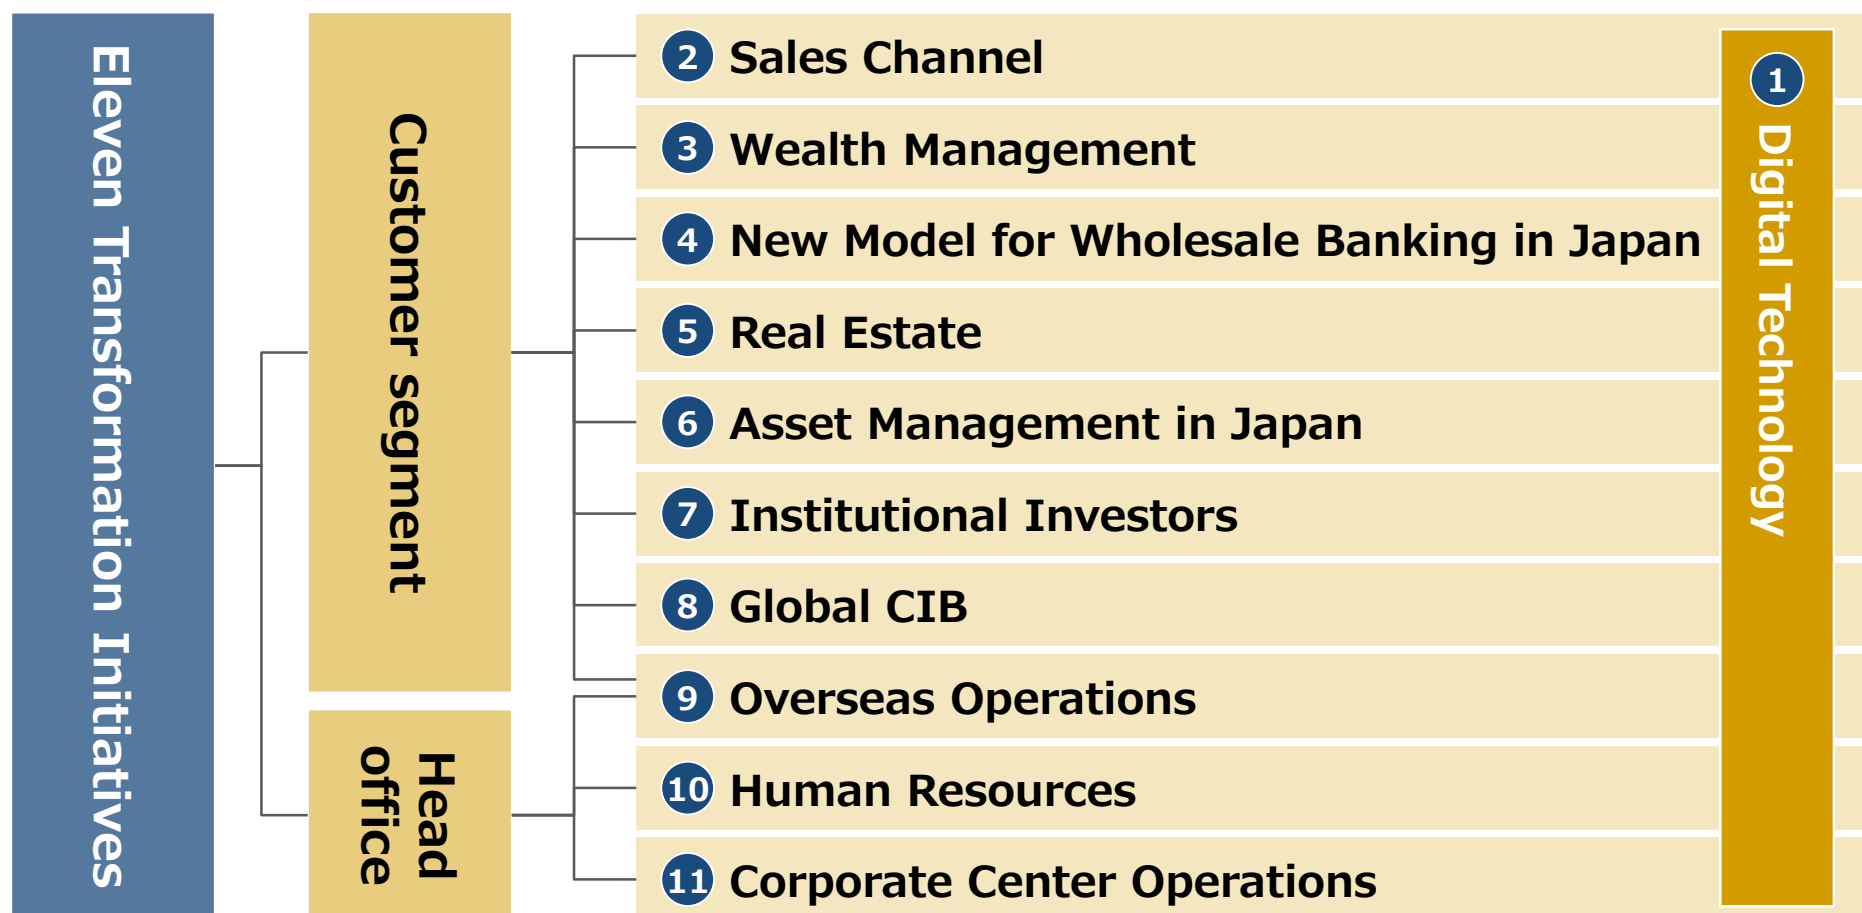 Eleven Transformation Initiatives
Customer segment
2 Sales Channel
3 Wealth Management
4 New Model for Wholesale Banking in Japan
5 Real Estate
6 Asset Management in Japan
7 Institutional Investors
8 Global CIB
Head
office
9 Overseas Operations
10 Human Resources
11 Corporate Center Operations
1 Digital Technology